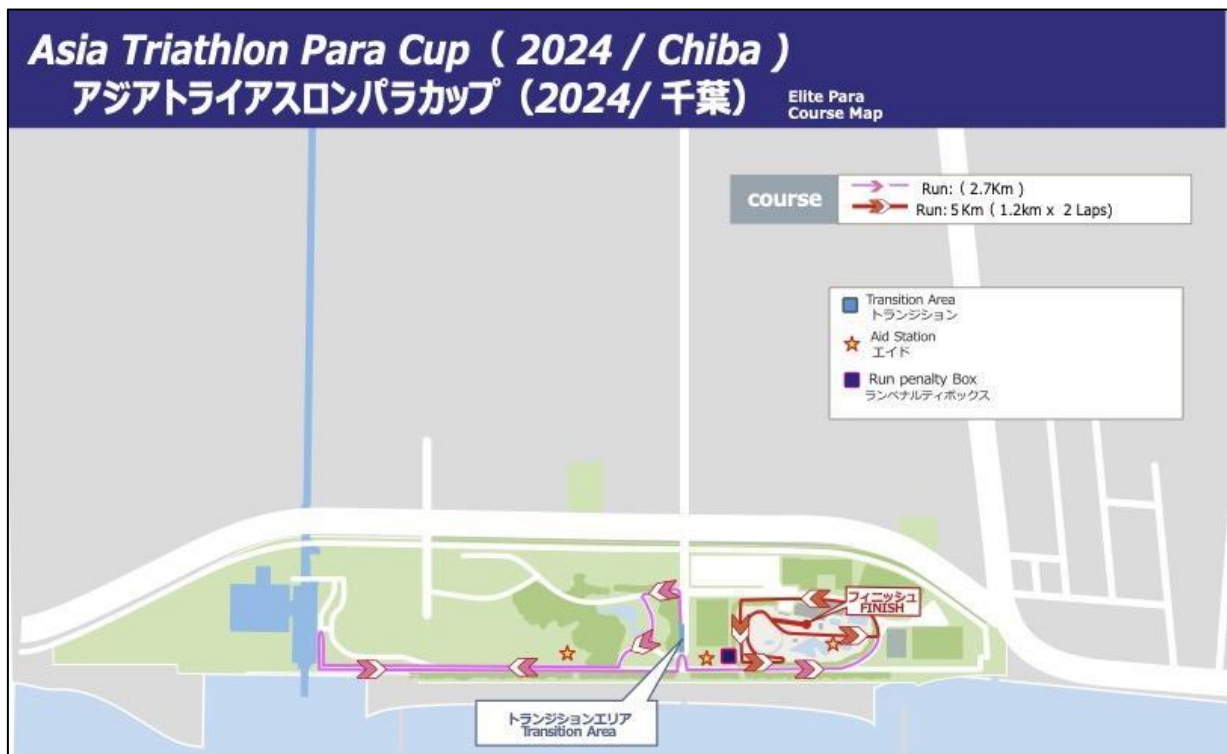 Asia Triathlon Para Cup ( 2024 / Chiba )
アジアトライアスロンパラカップ（2024/ 千葉）
Elite Para
Course Map
course
Run: ( 2.7Km )
Run: 5 Km ( 1.2km x 2 Laps)
Transition Area
トランジション
Aid Station
エイド
Run penalty Box
ランペナルティボックス
フィニッシュ
FINISH
トランジションエリア
Transition Area